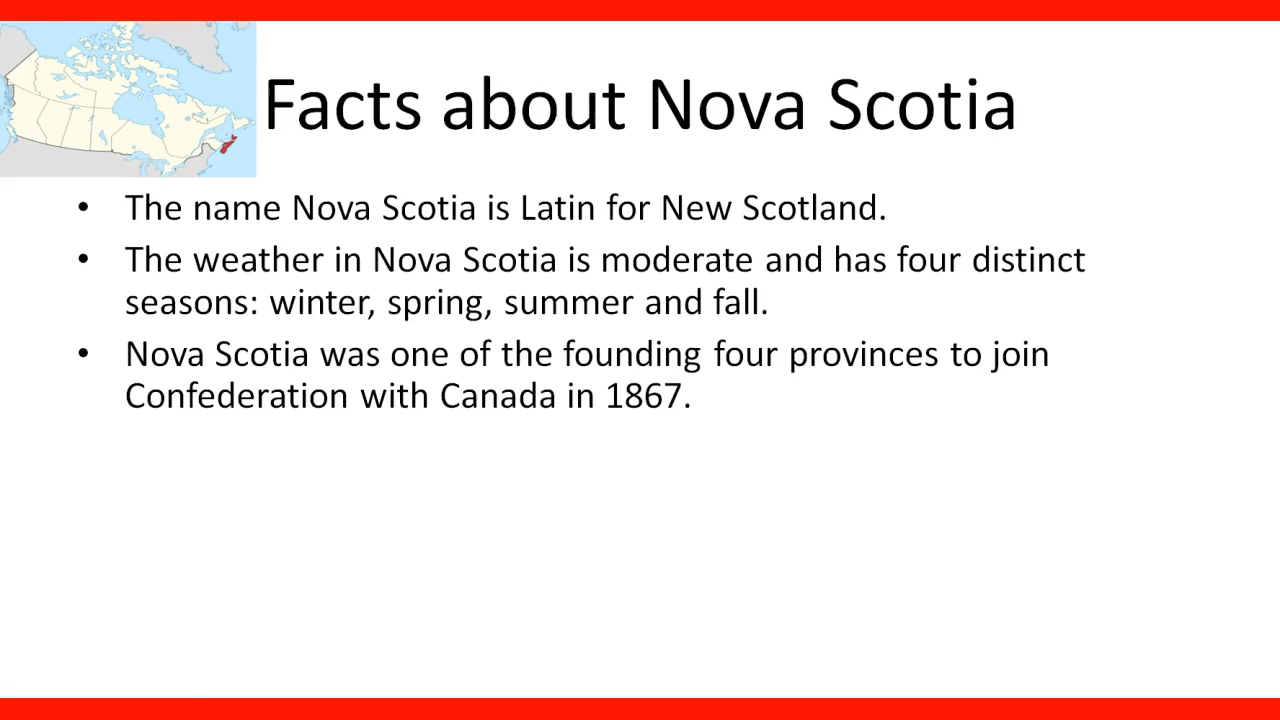 Facts about Nova Scotia
• The name Nova Scotia is Latin for New Scotland.
• The weather in Nova Scotia is moderate and has four distinct
seasons: winter, spring, summer and fall.
• Nova Scotia was one of the founding four provinces to join
Confederation with Canada in 1867.